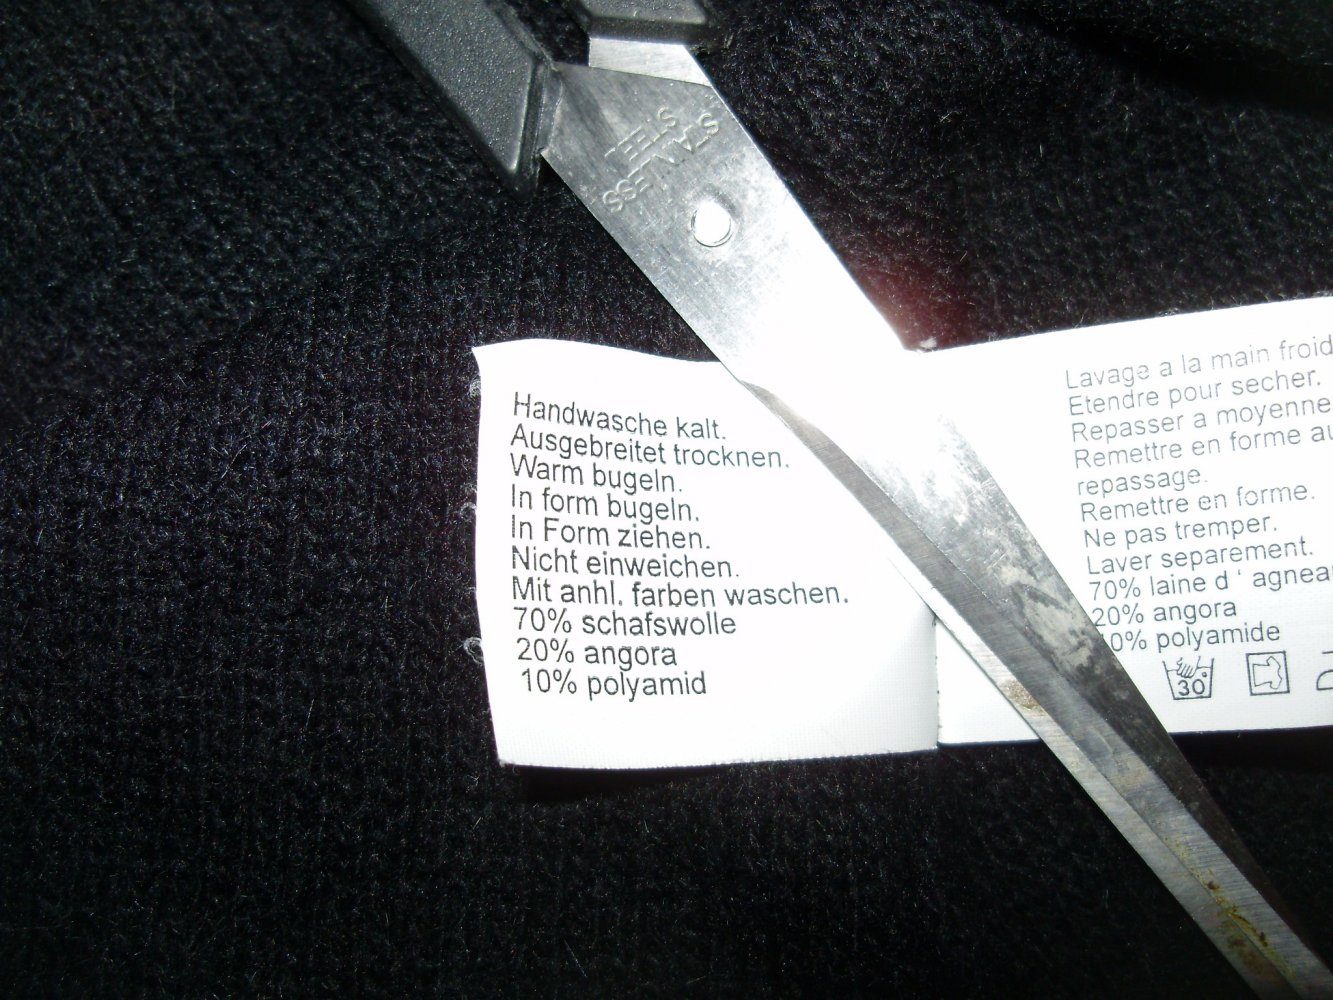 STAINLESS
STEEL
Handwasche kalt.
Ausgebreitet trocknen.
Warm bugeln.
In form bugeln.
In Form ziehen.
Nicht einweichen.
Mit anhl. farben waschen.
70% schafswolle
20% angora
10% polyamid
Lavage a la main froid
Etendre pour secher.
Repasser a moyenne
Remettre en forme au
repassage.
Remettre en forme.
Ne pas tremper.
Laver separement.
70% laine d ' agnea
20% angora
0% polyamide
30